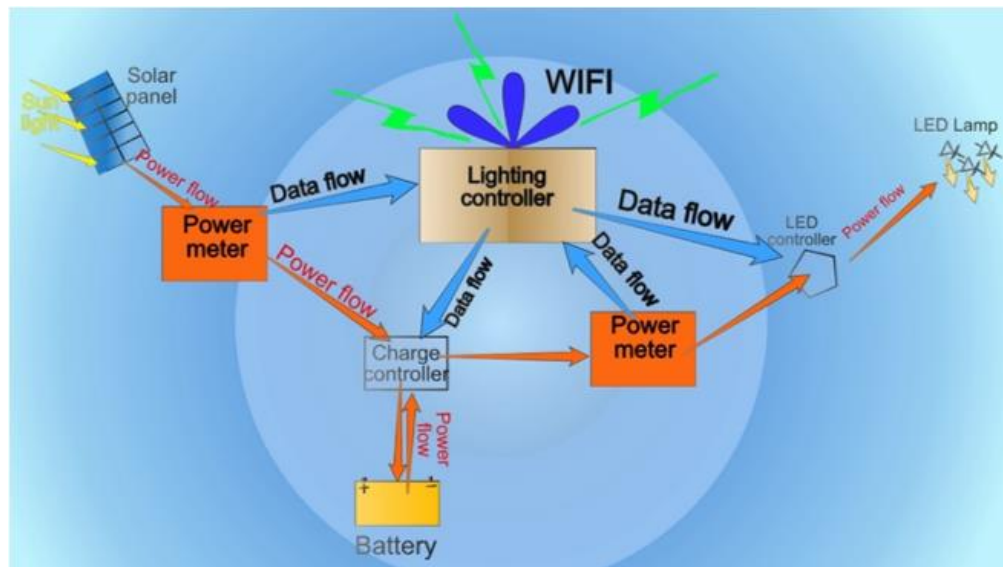 WIFI
Solar
panel
Sun
light
LED Lamp
Power flow
Data flow
Lighting
controller
Data flow
LED
controller
Power flow
Power
meter
Power flow
Data flow
Data flow
Power
meter
Charge
controller
Power
flow
+ -
Battery